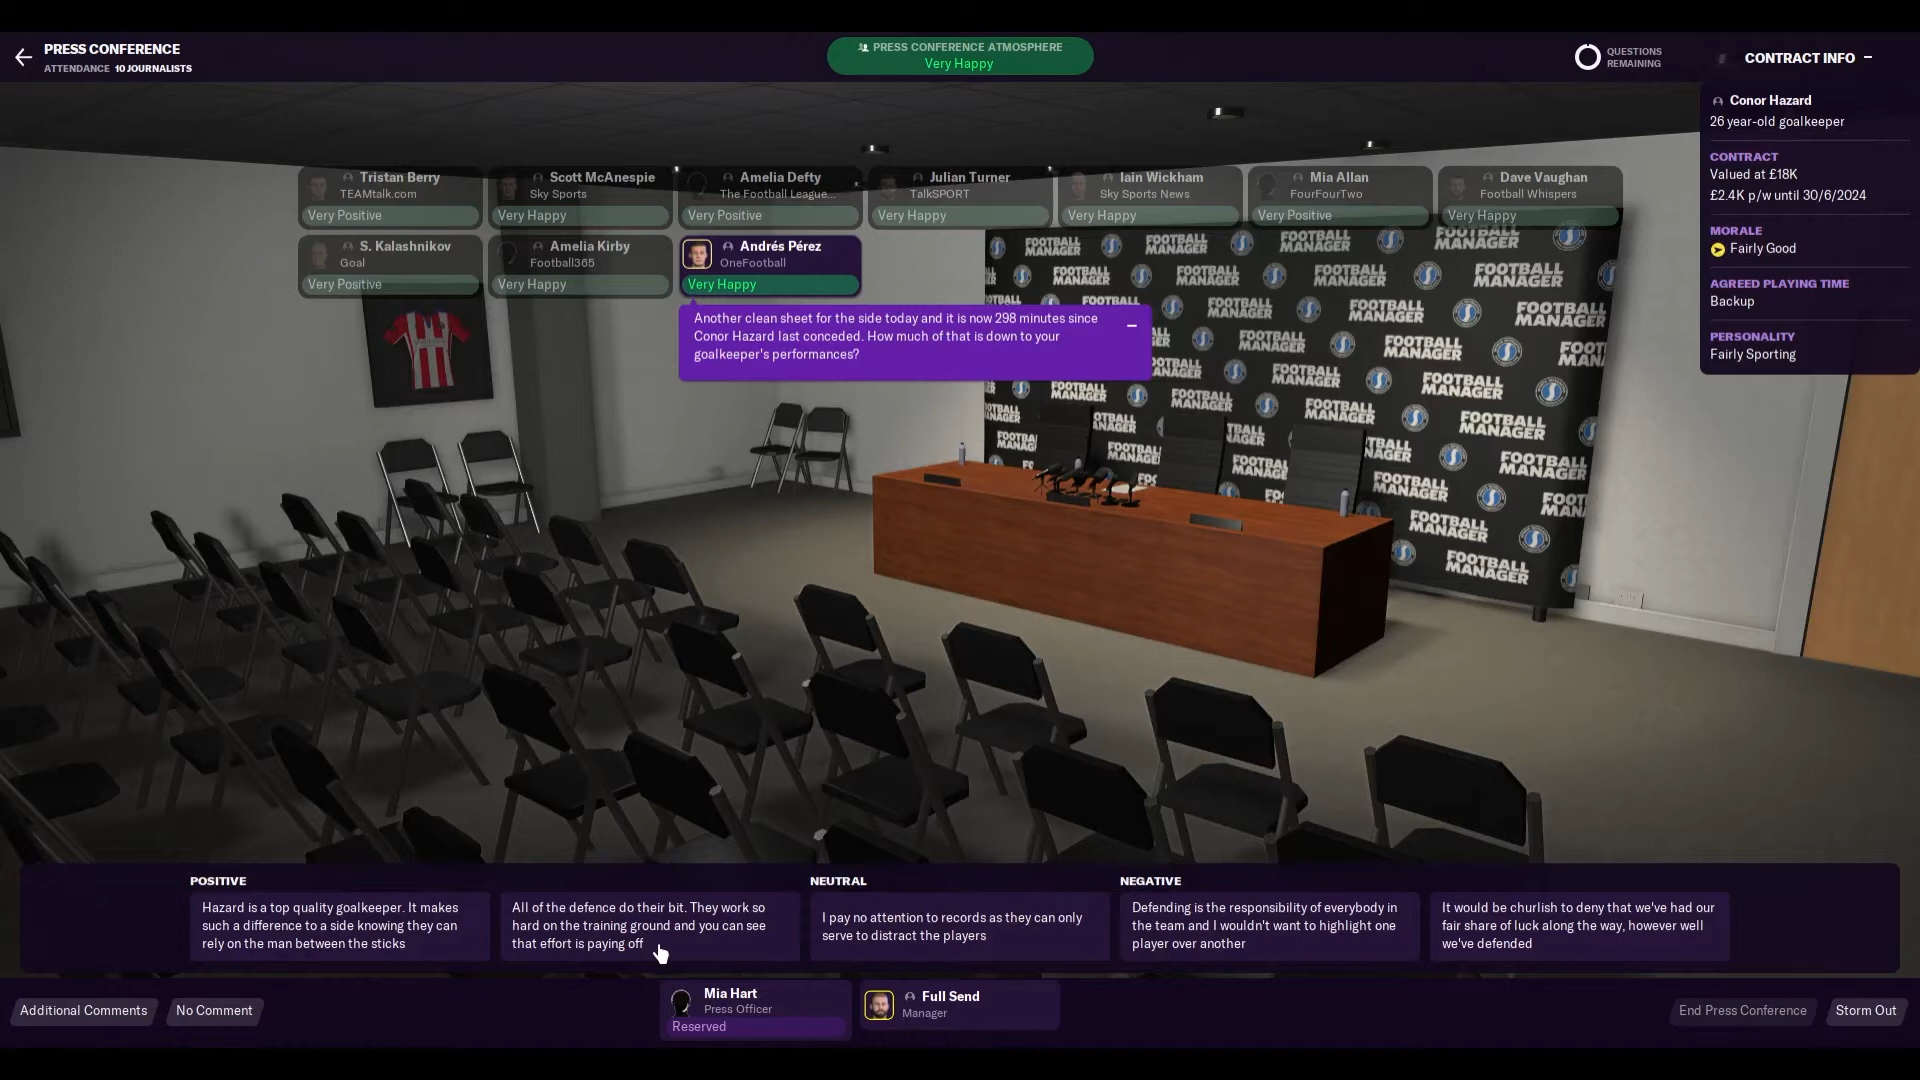 PRESS CONFERENCE
ATTENDANCE 10 JOURNALISTS
PRESS CONFERENCE ATMOSPHERE
Very Happy
QUESTIONS
REMAINING
CONTRACT INFO
Conor Hazard
26 year-old goalkeeper
CONTRACT
Valued at £18K
£2.4K p/w until 30/6/2024
MORALE
Fairly Good
AGREED PLAYING TIME
Backup
PERSONALITY
Fairly Sporting
Tristan Berry
TEAMtalk.com
Very Positive
Scott McAnespie
Sky Sports
Very Happy
Amelia Defty
The Football League...
Very Positive
Julian Turner
TalkSPORT
Very Happy
Iain Wickham
Sky Sports News
Very Happy
Mia Allan
FourFourTwo
Very Positive
Dave Vaughan
Football Whispers
Very Happy
S. Kalashnikov
Goal
Very Positive
Amelia Kirby
Football365
Very Happy
Andrés Pérez
OneFootball
Very Happy
Another clean sheet for the side today and it is now 298 minutes since
Conor Hazard last conceded. How much of that is down to your
goalkeeper's performances?
FOOTBALL
MANAGER
POSITIVE
Hazard is a top quality goalkeeper. It makes
such a difference to a side knowing they can
rely on the man between the sticks
All of the defence do their bit. They work so
hard on the training ground and you can see
that effort is paying off
NEUTRAL
I pay no attention to records as they can only
serve to distract the players
NEGATIVE
Defending is the responsibility of everybody in
the team and I wouldn't want to highlight one
player over another
It would be churlish to deny that we've had our
fair share of luck along the way, however well
we've defended
Additional Comments
No Comment
Mia Hart
Press Officer
Reserved
Full Send
Manager
End Press Conference
Storm Out